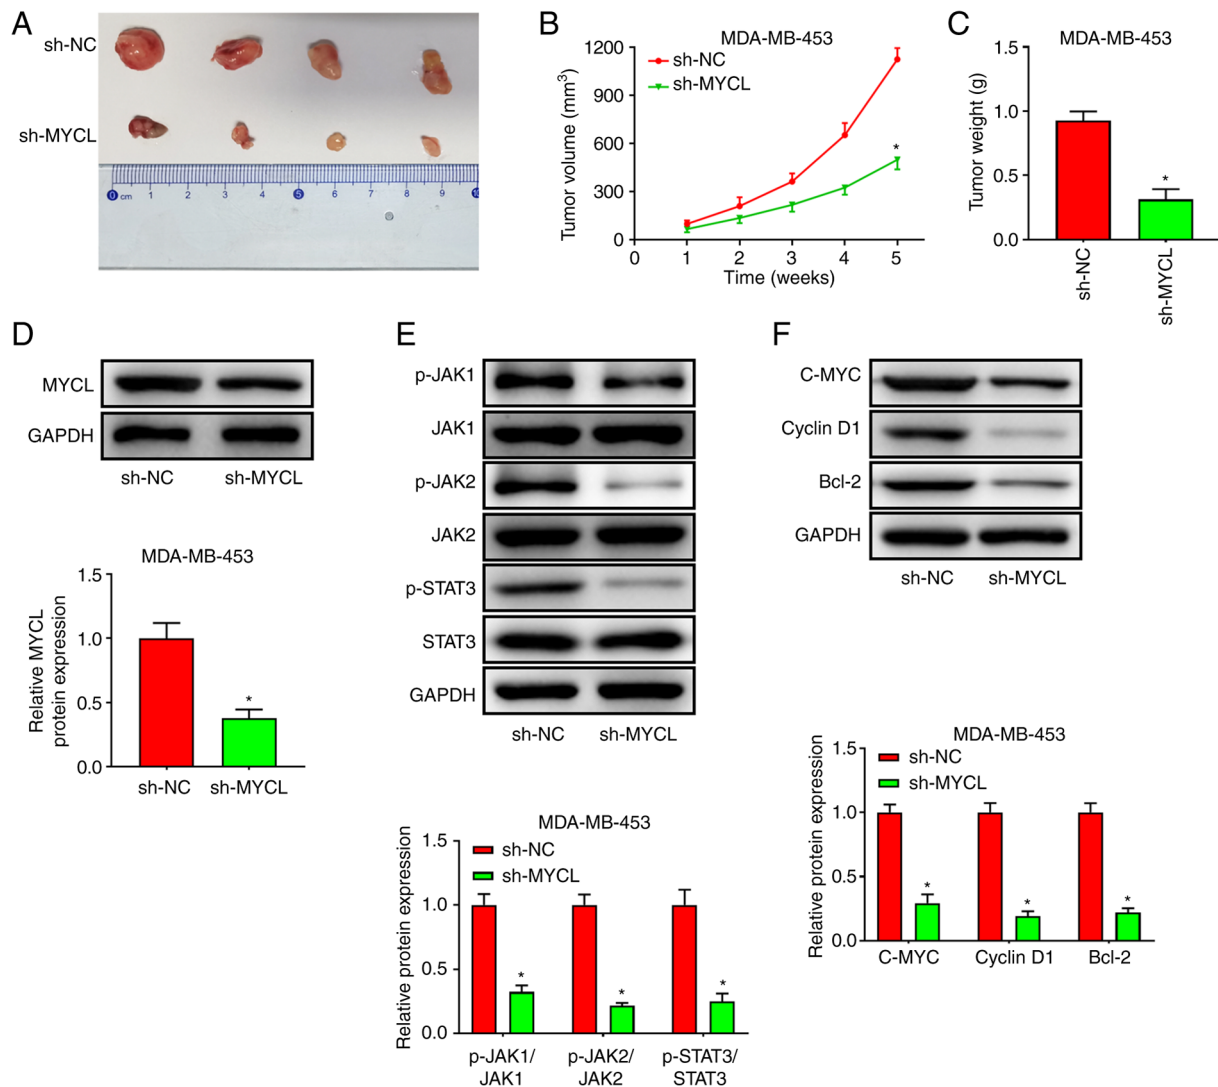 A
sh-NC
sh-MYCL
0 cm 1 2 3 4 5 6 7 8 9 10
B
MDA-MB-453
sh-NC
sh-MYCL
Tumor volume (mm³)
1200
900
600
300
0
*
0 1 2 3 4 5
Time (weeks)
C
MDA-MB-453
Tumor weight (g)
1.5
1.0
0.5
0.0
*
sh-NC
sh-MYCL
D
MYCL
GAPDH
sh-NC sh-MYCL
MDA-MB-453
Relative MYCL
protein expression
1.5
1.0
0.5
0.0
*
sh-NC sh-MYCL
E
p-JAK1
JAK1
p-JAK2
JAK2
p-STAT3
STAT3
GAPDH
sh-NC sh-MYCL
MDA-MB-453
sh-NC
sh-MYCL
Relative protein expression
1.5
1.0
0.5
0.0
* * *
p-JAK1/ p-JAK2/ p-STAT3/
JAK1 JAK2 STAT3
F
C-MYC
Cyclin D1
Bcl-2
GAPDH
sh-NC sh-MYCL
MDA-MB-453
sh-NC
sh-MYCL
Relative protein expression
1.5
1.0
0.5
0.0
* * *
C-MYC Cyclin D1 Bcl-2